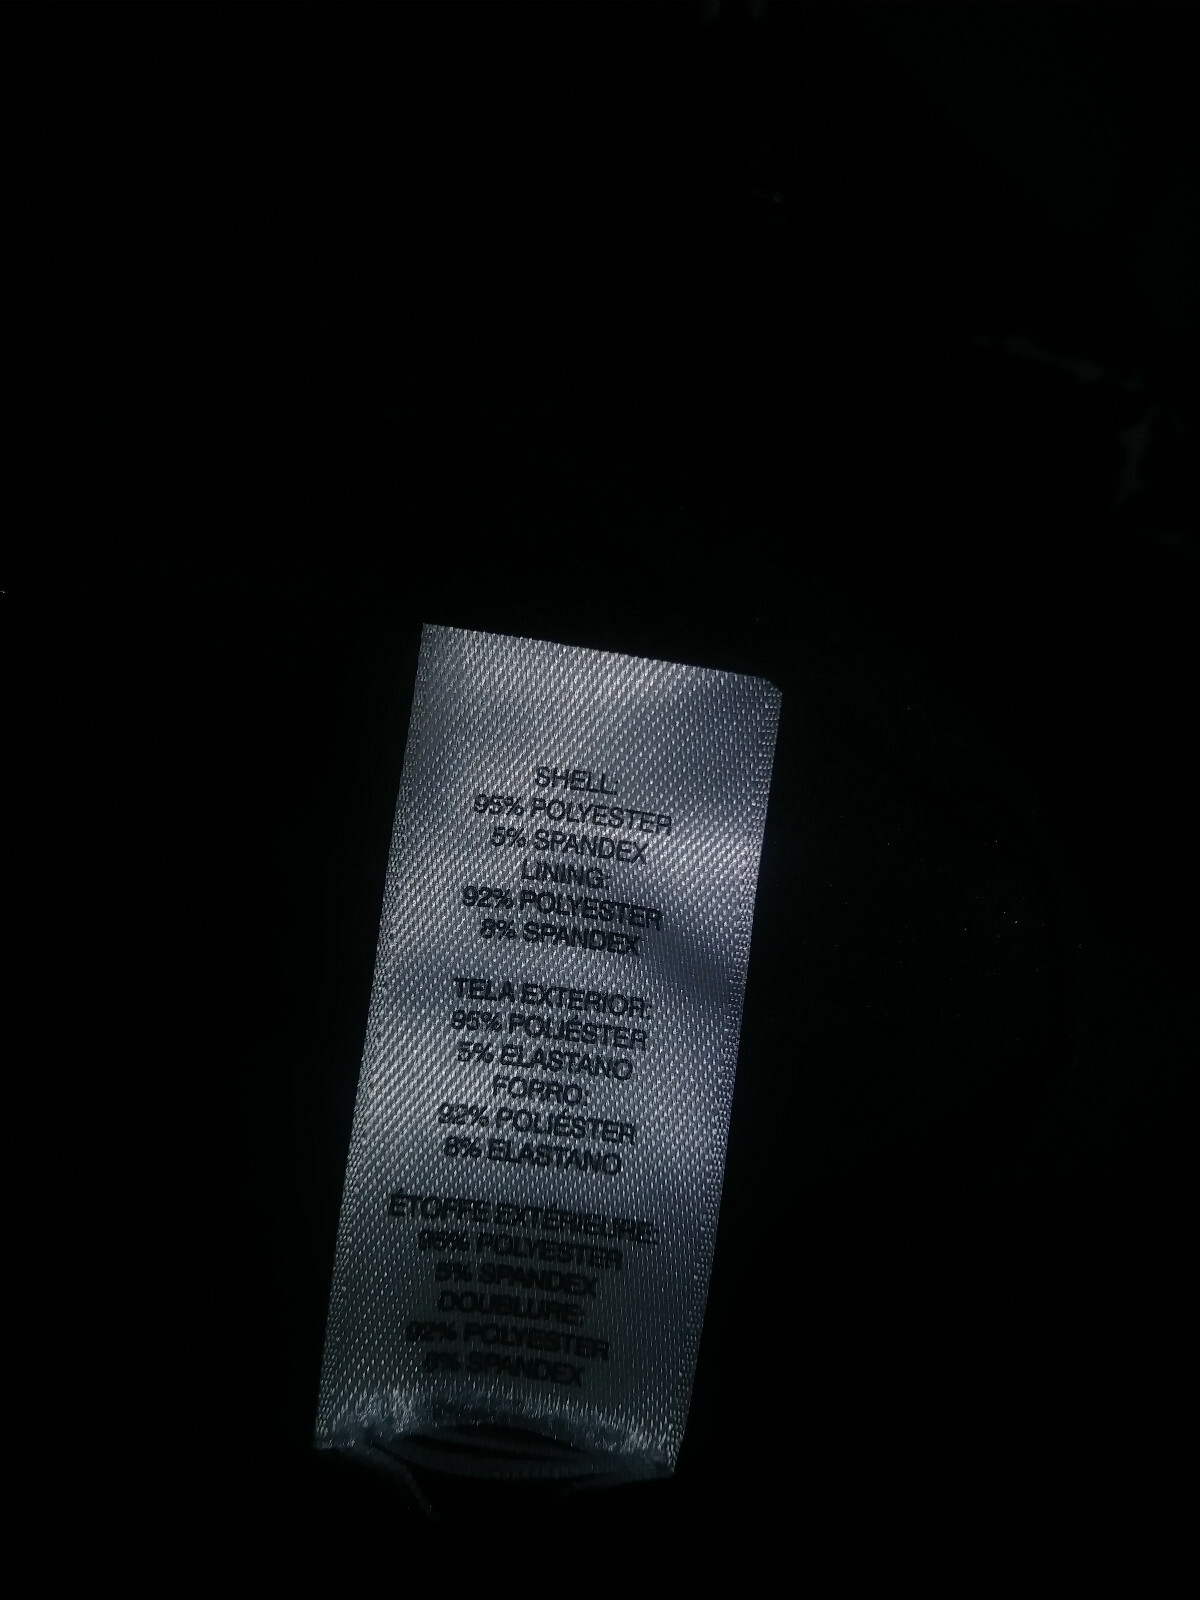 SHELL:
95% POLYESTER
5% SPANDEX
LINING:
92% POLYESTER
8% SPANDEX
TELA EXTERIOR:
95% POLIÉSTER
5% ELASTANO
FORRO:
92% POLIÉSTER
8% ELASTANO
ÉTOFFE EXTÉRIEURE:
95% POLYESTER
5% SPANDEX
DOUBLURE:
92% POLYESTER
8% SPANDEX